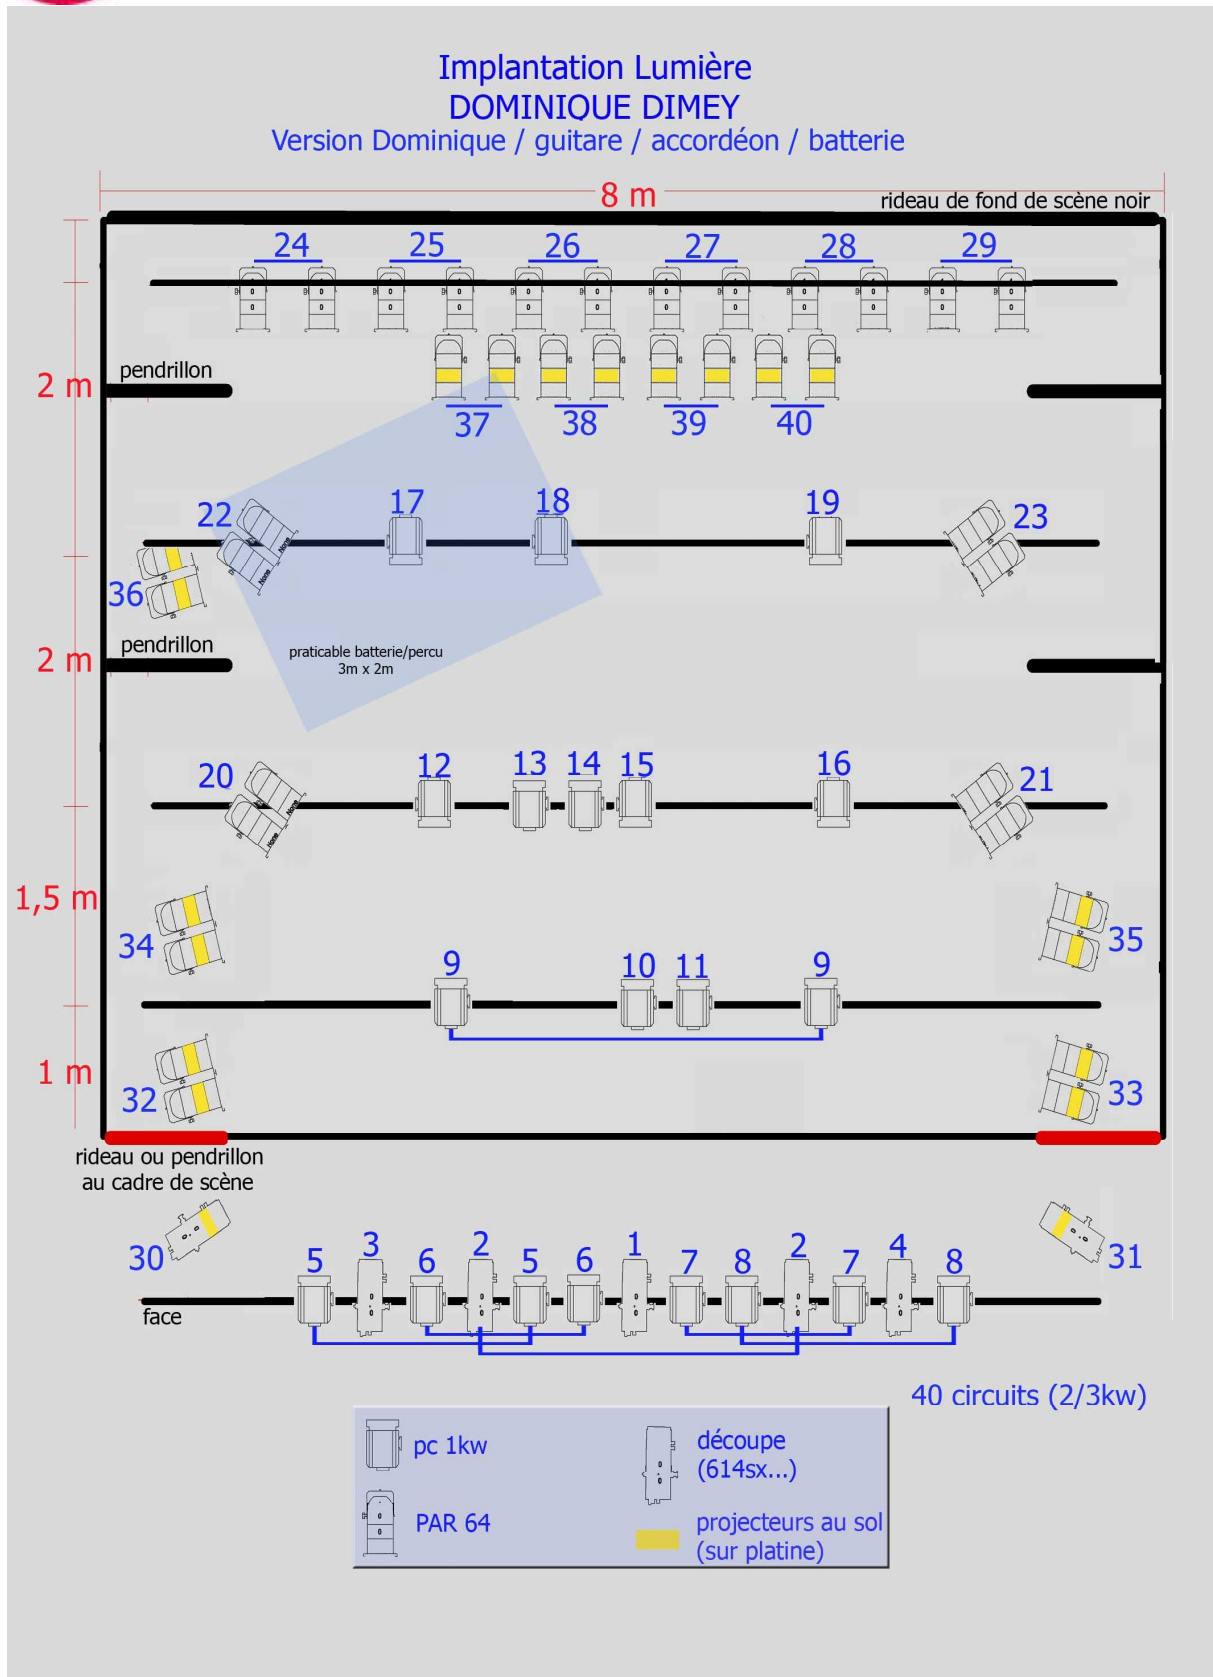 Implantation Lumière
DOMINIQUE DIMEY
Version Dominique / guitare / accordéon / batterie
8 m
rideau de fond de scène noir
24 25 26 27 28 29
pendrillon
2 m
37 38 39 40
22 17 18 19 23
None
None
36
pendrillon
2 m
praticable batterie/percu
3m x 2m
20 12 13 14 15 16 21
None
None
1,5 m
34 35
9 10 11 9
1 m
32 33
rideau ou pendrillon
au cadre de scène
30 31
5 3 6 2 5 6 1 7 8 2 7 4 8
face
40 circuits (2/3kw)
pc 1kw
découpe
(614sx...)
PAR 64
projecteurs au sol
(sur platine)